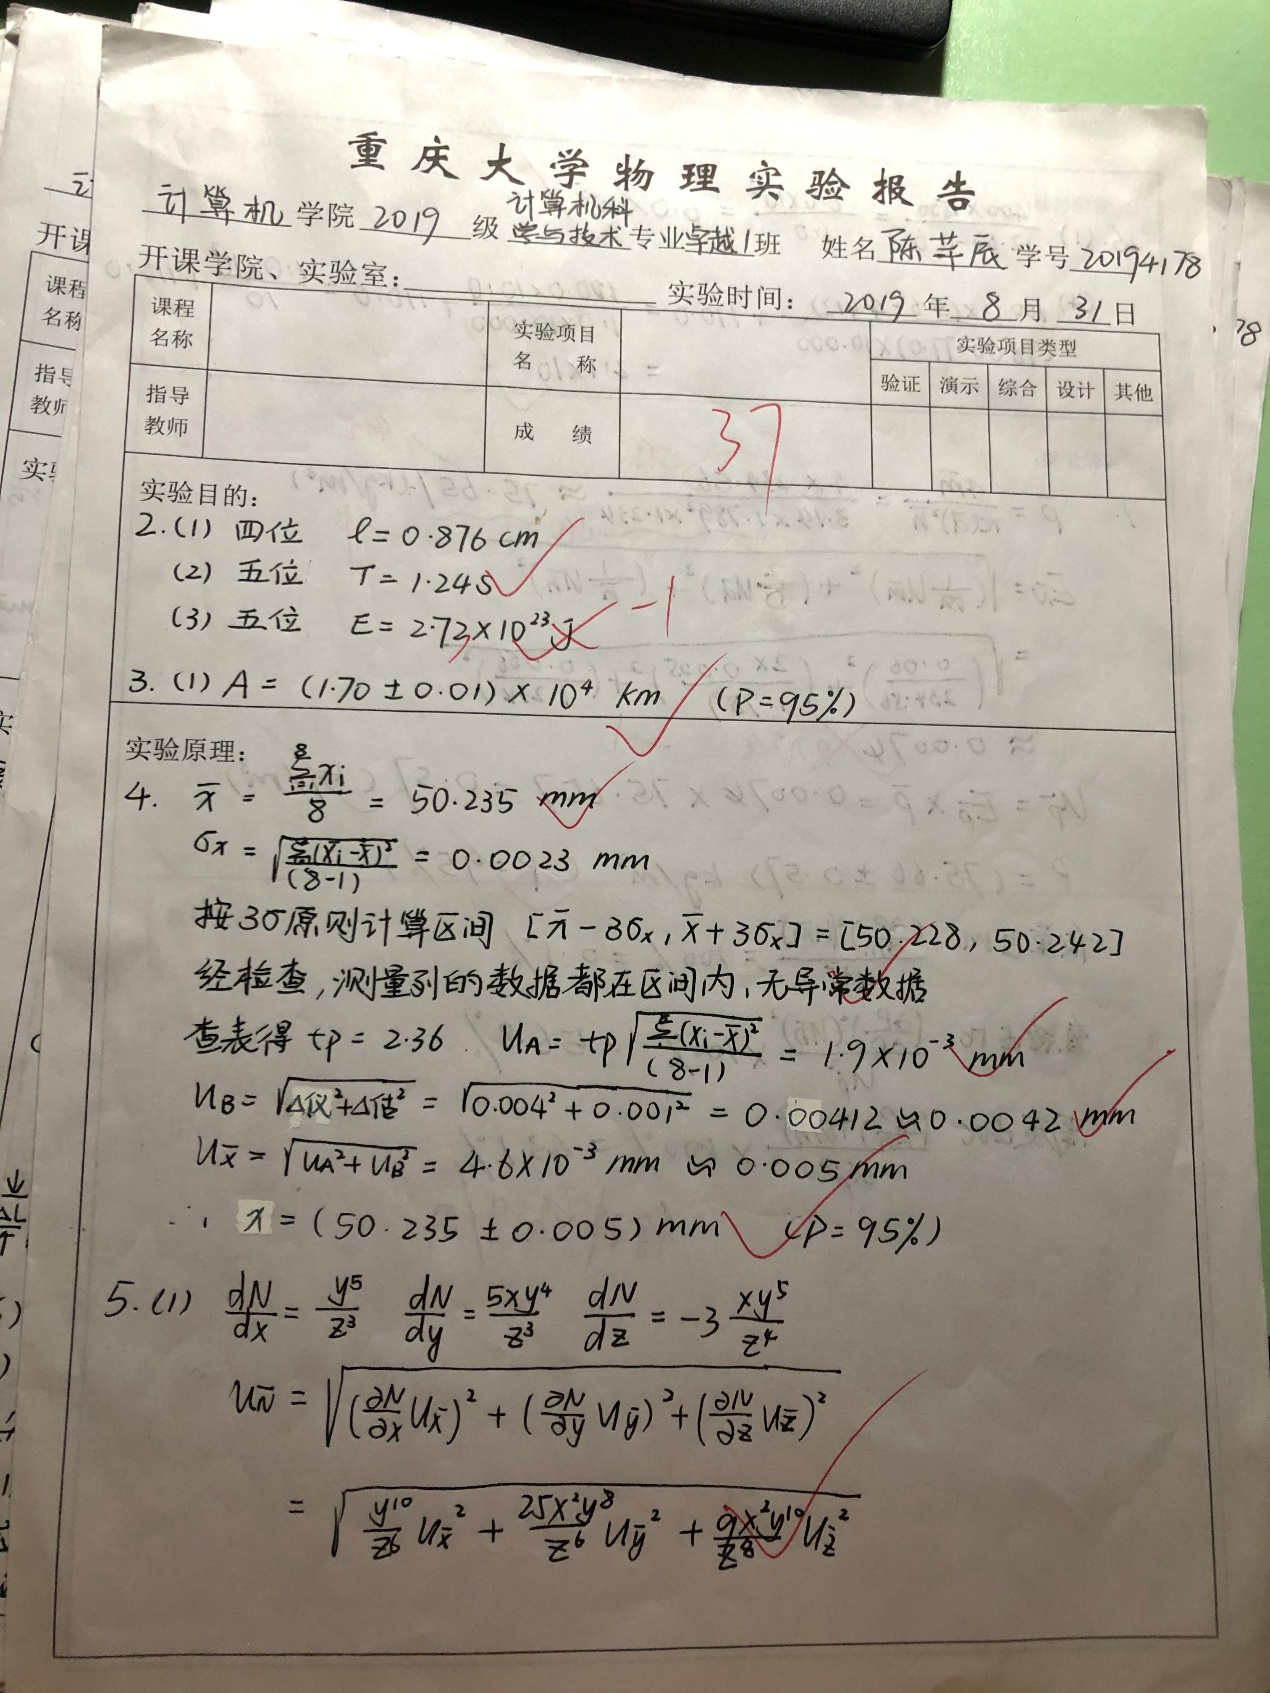 重庆大学物理实验报告
计算机学院 2019 级 计算机科学与技术专业卓越1班 姓名 陈芊辰 学号 20194178
开课学院、实验室: 实验时间: 2019 年 8 月 31 日
课程名称 实验项目名称 实验项目类型
验证 演示 综合 设计 其他
指导教师 成绩 37
实验目的:
2.(1) 四位 l=0.876 cm
(2) 五位 T=1.24s
(3) 五位 E=2.72×10²³J -1
3.(1) A=(1.70±0.01)×10⁴ km (P=95%)
实验原理:
4. x̄ = Σxi/8 = 50.235 mm
σx = √(Σ(xi-x̄)²/(8-1)) = 0.0023 mm
按3σ原则计算区间 [x̄-3σx, x̄+3σx]=[50.228, 50.242]
经检查,测量列的数据都在区间内,无异常数据
查表得 tp=2.36 UA=tp√(Σ(xi-x̄)²/(8-1)) = 1.9×10⁻³ mm
UB=√(Δ仪²+Δ估²) = √(0.004²+0.001²) = 0.00412≈0.0042 mm
Ux̄=√(UA²+UB²) = 4.6×10⁻³ mm ≈ 0.005mm
∴ x=(50.235±0.005)mm (P=95%)
5.(1) dN/dx = y⁵/z³ dN/dy = 5xy⁴/z³ dN/dz = -3 xy⁵/z⁴
UN̄ = √((∂N/∂x Ux̄)²+(∂N/∂y Uȳ)²+(∂N/∂z Uz̄)²)
= √(y¹⁰/z⁶ Ux̄² + 25x²y⁸/z⁶ Uȳ² + 9x²y¹⁰/z⁸ Uz̄²)